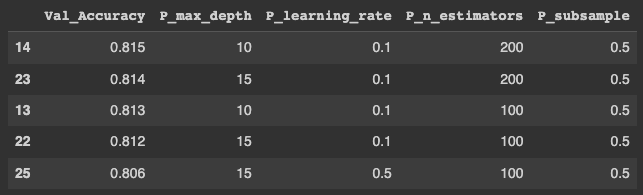 Val_Accuracy P_max_depth P_learning_rate P_n_estimators P_subsample
14 0.815 10 0.1 200 0.5
23 0.814 15 0.1 200 0.5
13 0.813 10 0.1 100 0.5
22 0.812 15 0.1 100 0.5
25 0.806 15 0.5 100 0.5